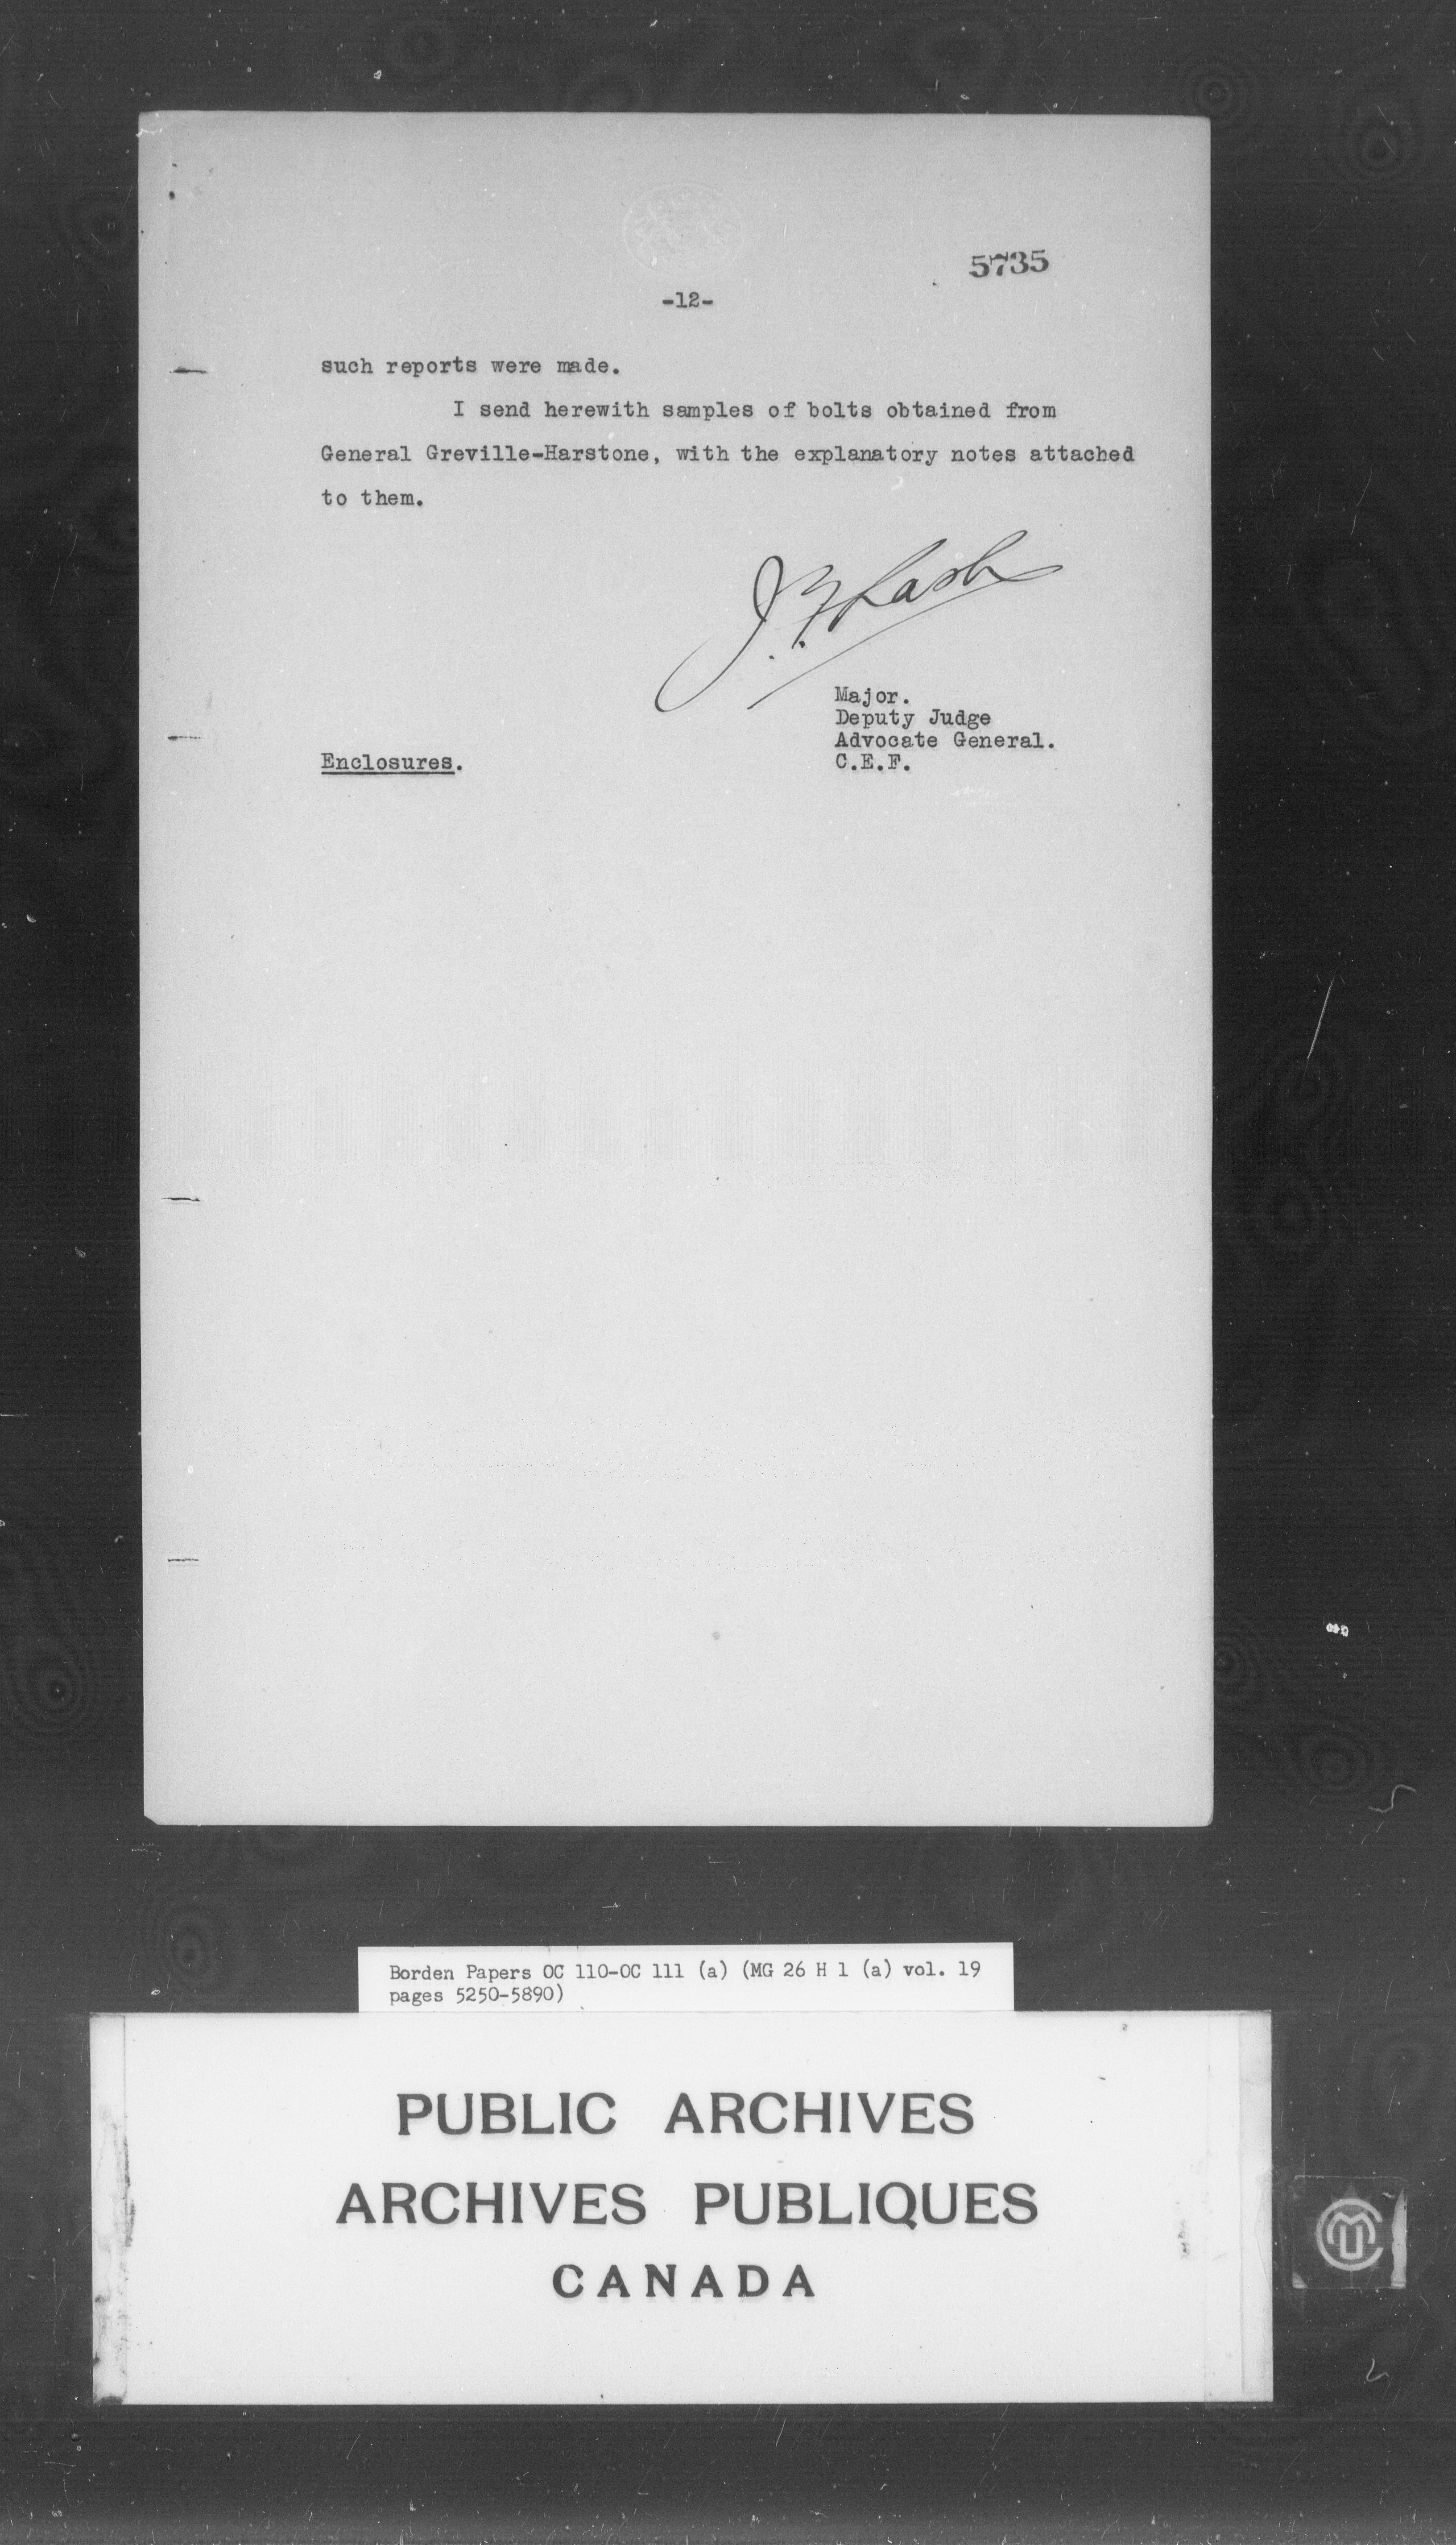 5735
-12-
such reports were made.
I send herewith samples of bolts obtained from
General Greville-Harstone, with the explanatory notes attached
to them.
J. F. Lash
Major.
Deputy Judge
Advocate General.
C.E.F.
Enclosures.
Borden Papers OC 110-OC 111 (a) (MG 26 H 1 (a) vol. 19
pages 5250-5890)
PUBLIC ARCHIVES
ARCHIVES PUBLIQUES
CANADA